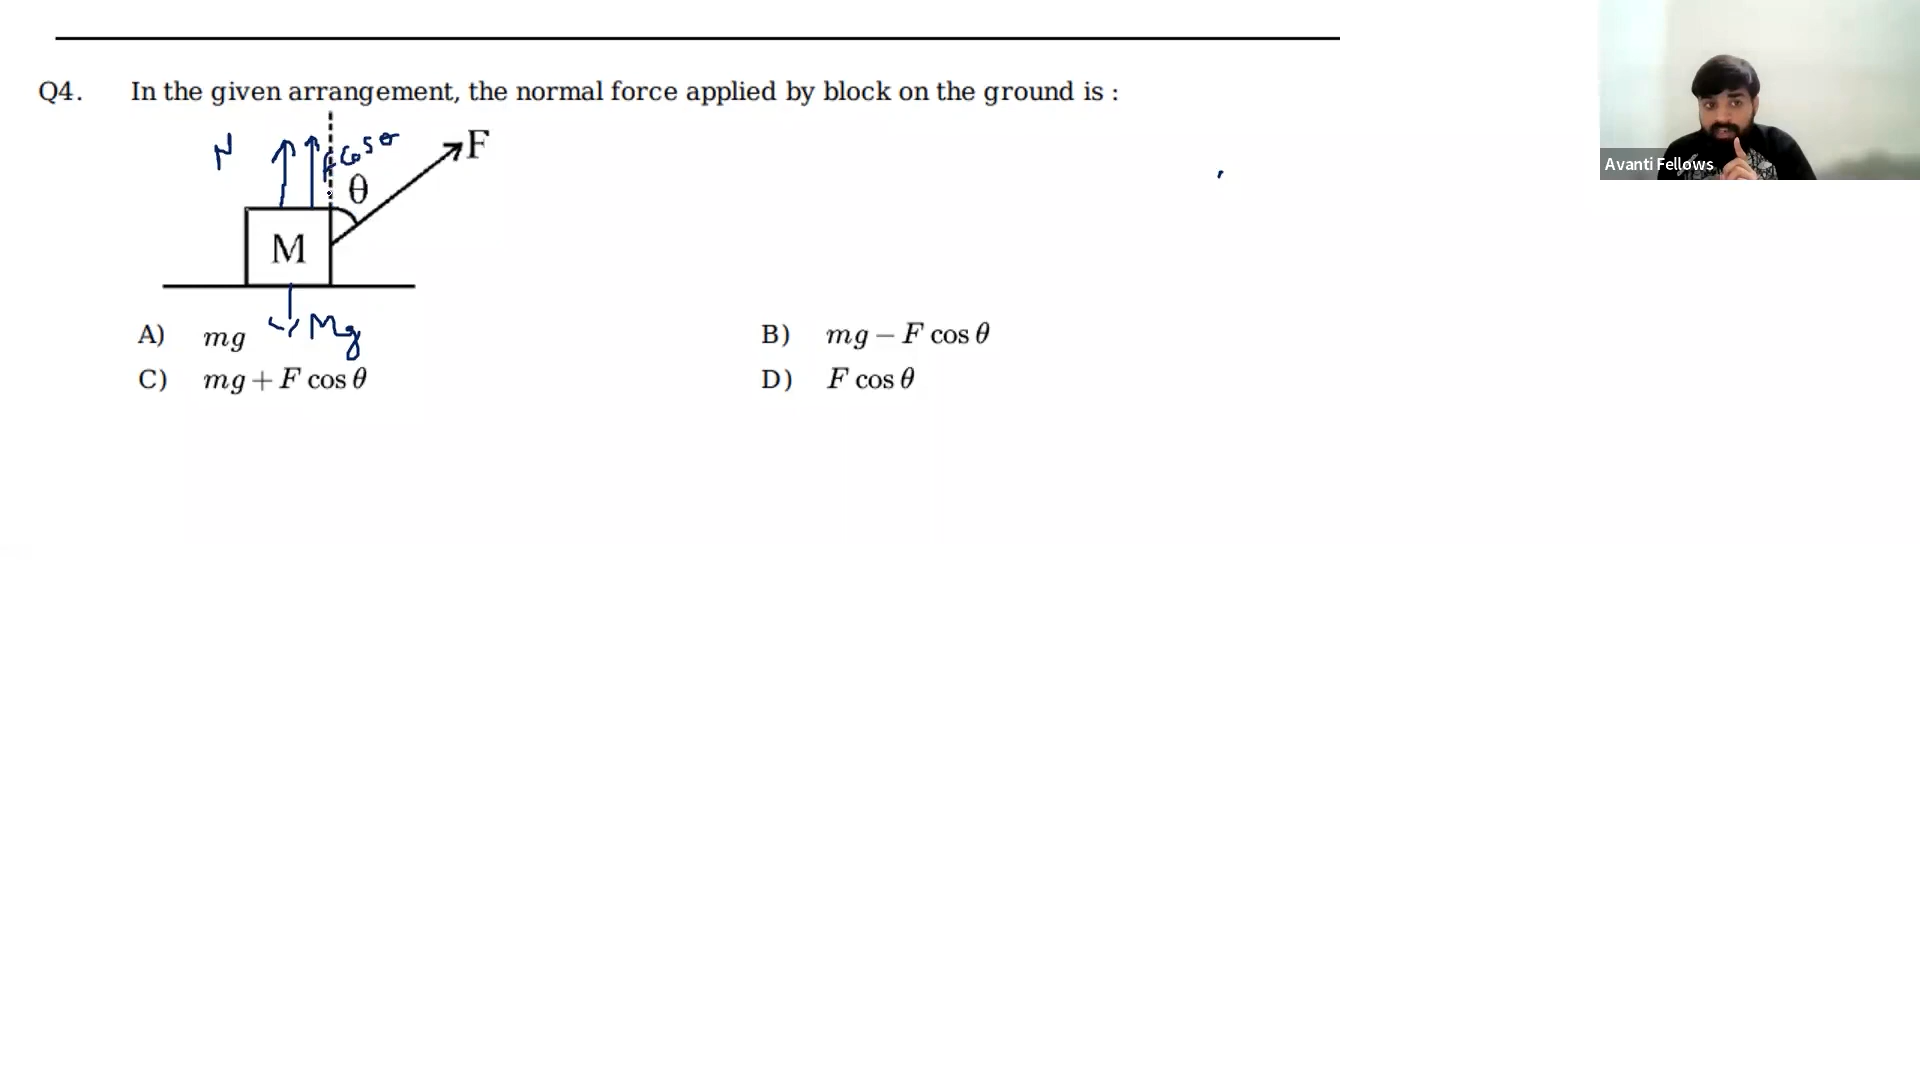 Q4. In the given arrangement, the normal force applied by block on the ground is :
N F cos θ F
θ
M
Mg
A) mg B) mg − F cos θ
C) mg + F cos θ D) F cos θ
Avanti Fellows